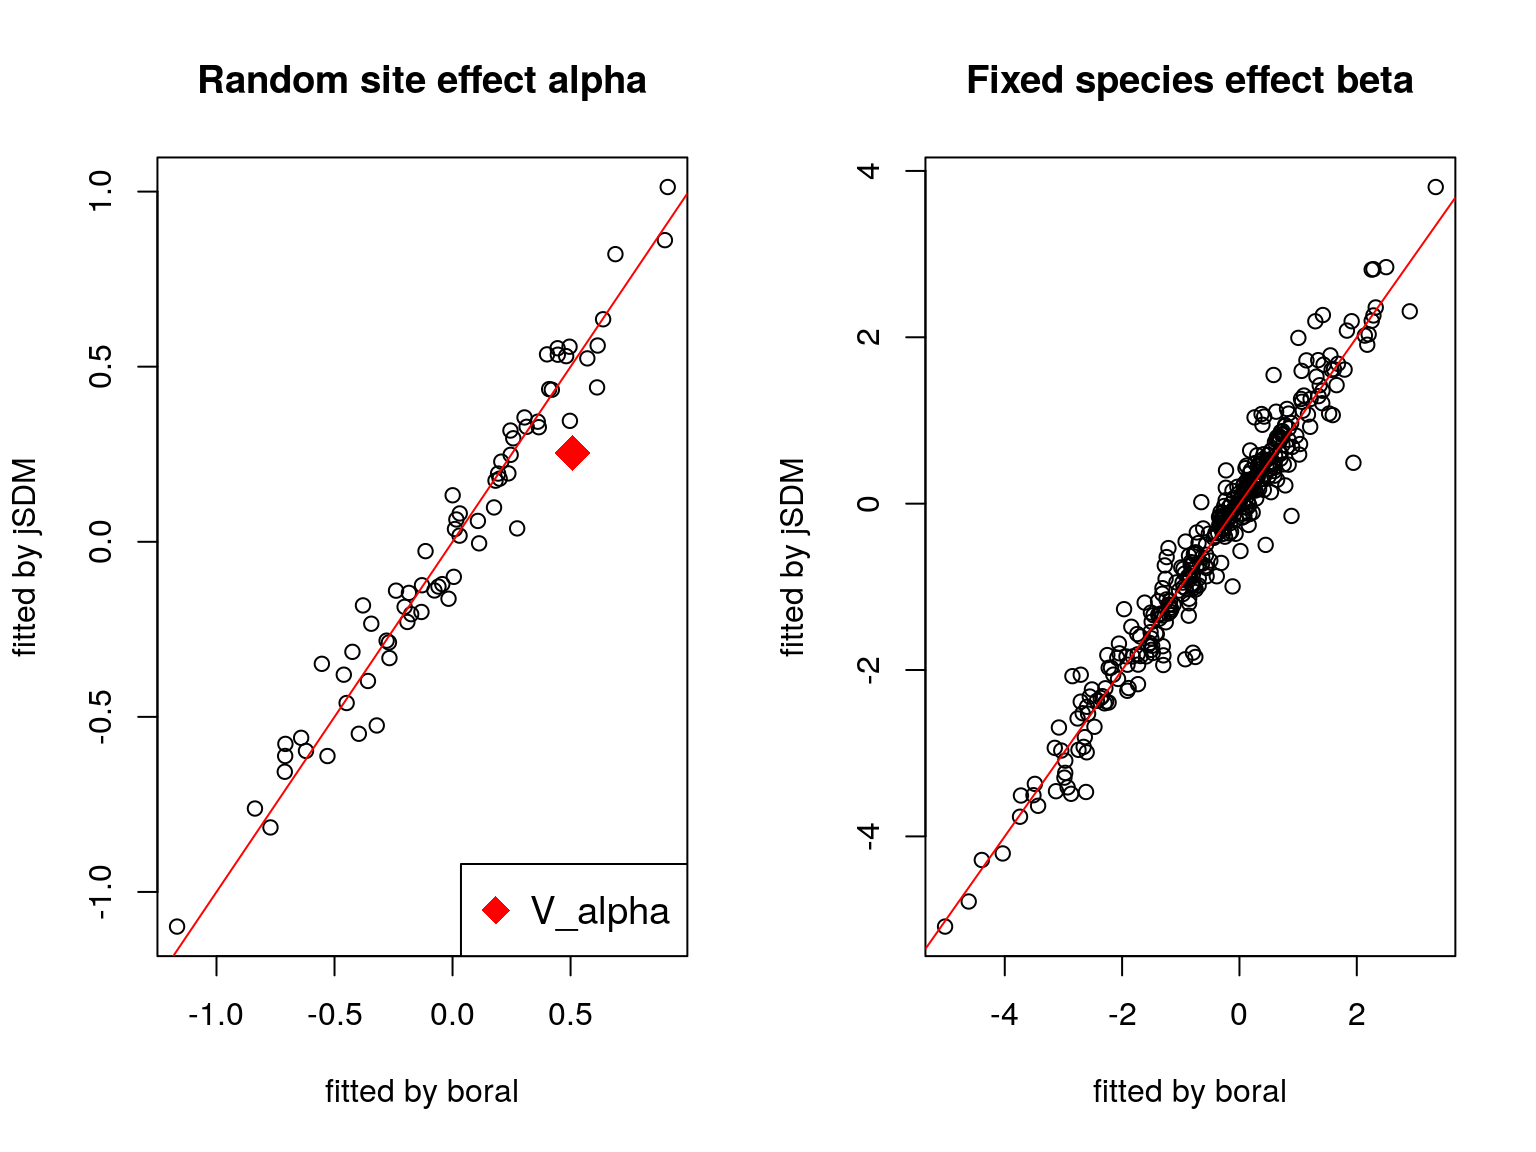 Random site effect alpha
fitted by jSDM
1.0
0.5
0.0
-0.5
-1.0
V_alpha
-1.0 -0.5 0.0 0.5
fitted by boral
Fixed species effect beta
fitted by jSDM
4
2
0
-2
-4
-4 -2 0 2
fitted by boral